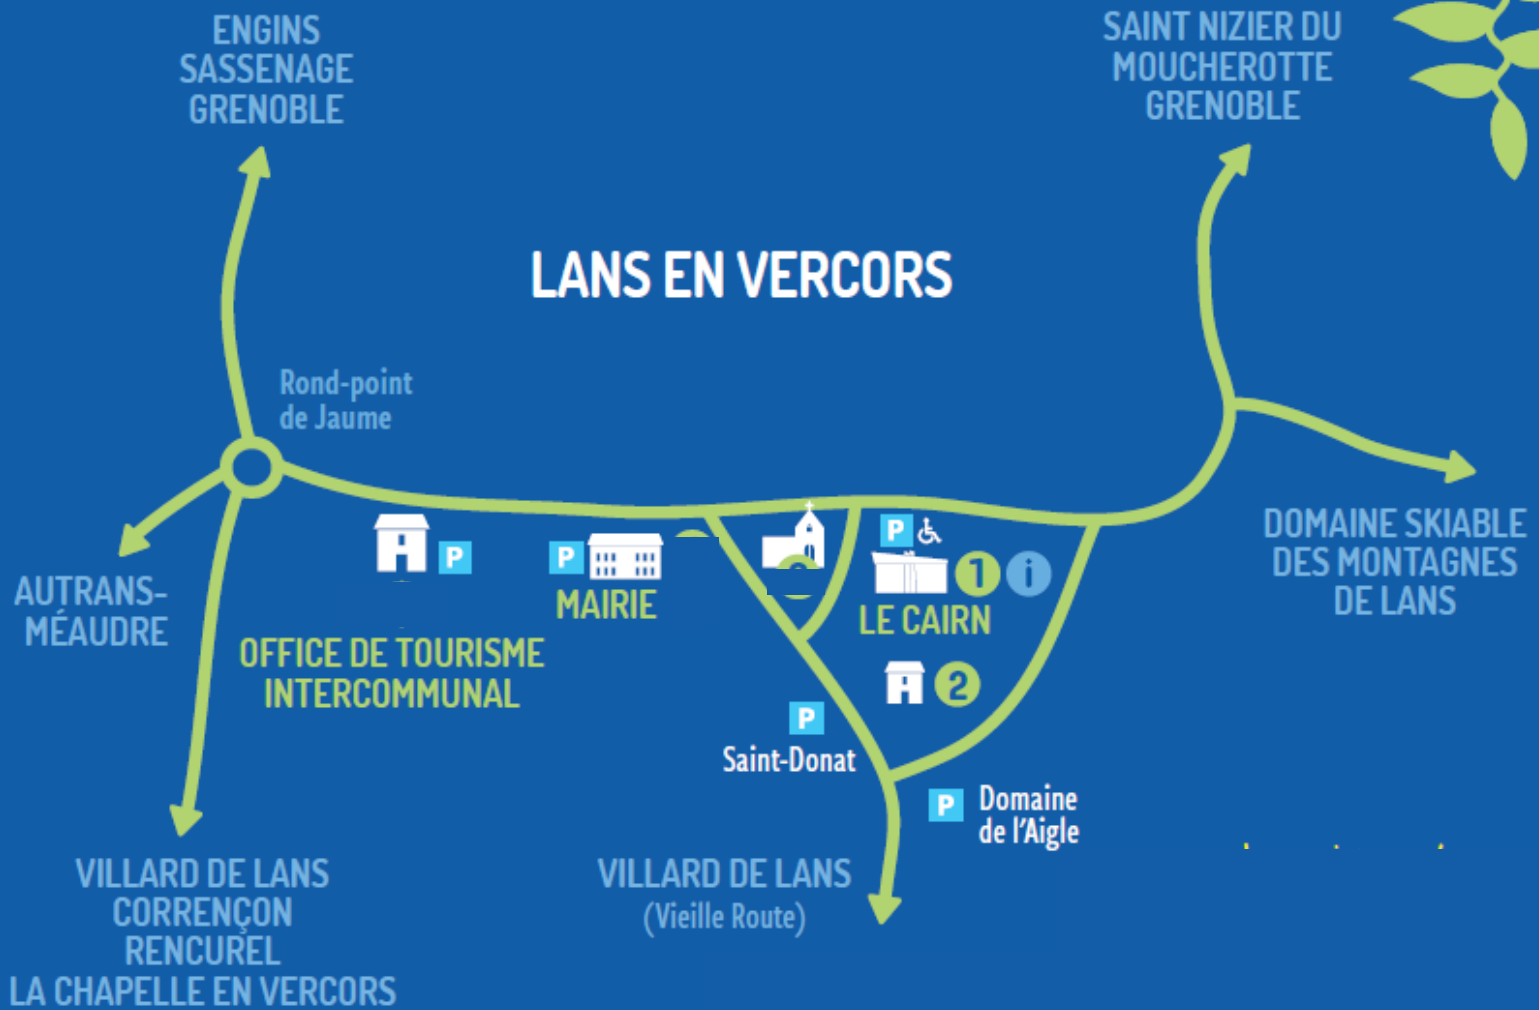 ENGINS
SASSENAGE
GRENOBLE
SAINT NIZIER DU
MOUCHEROTTE
GRENOBLE
LANS EN VERCORS
Rond-point
de Jaume
DOMAINE SKIABLE
DES MONTAGNES
DE LANS
AUTRANS-
MÉAUDRE
P
OFFICE DE TOURISME
INTERCOMMUNAL
P
MAIRIE
P
1 i
LE CAIRN
2
P
Saint-Donat
P
Domaine
de l'Aigle
VILLARD DE LANS
(Vieille Route)
VILLARD DE LANS
CORRENÇON
RENCUREL
LA CHAPELLE EN VERCORS